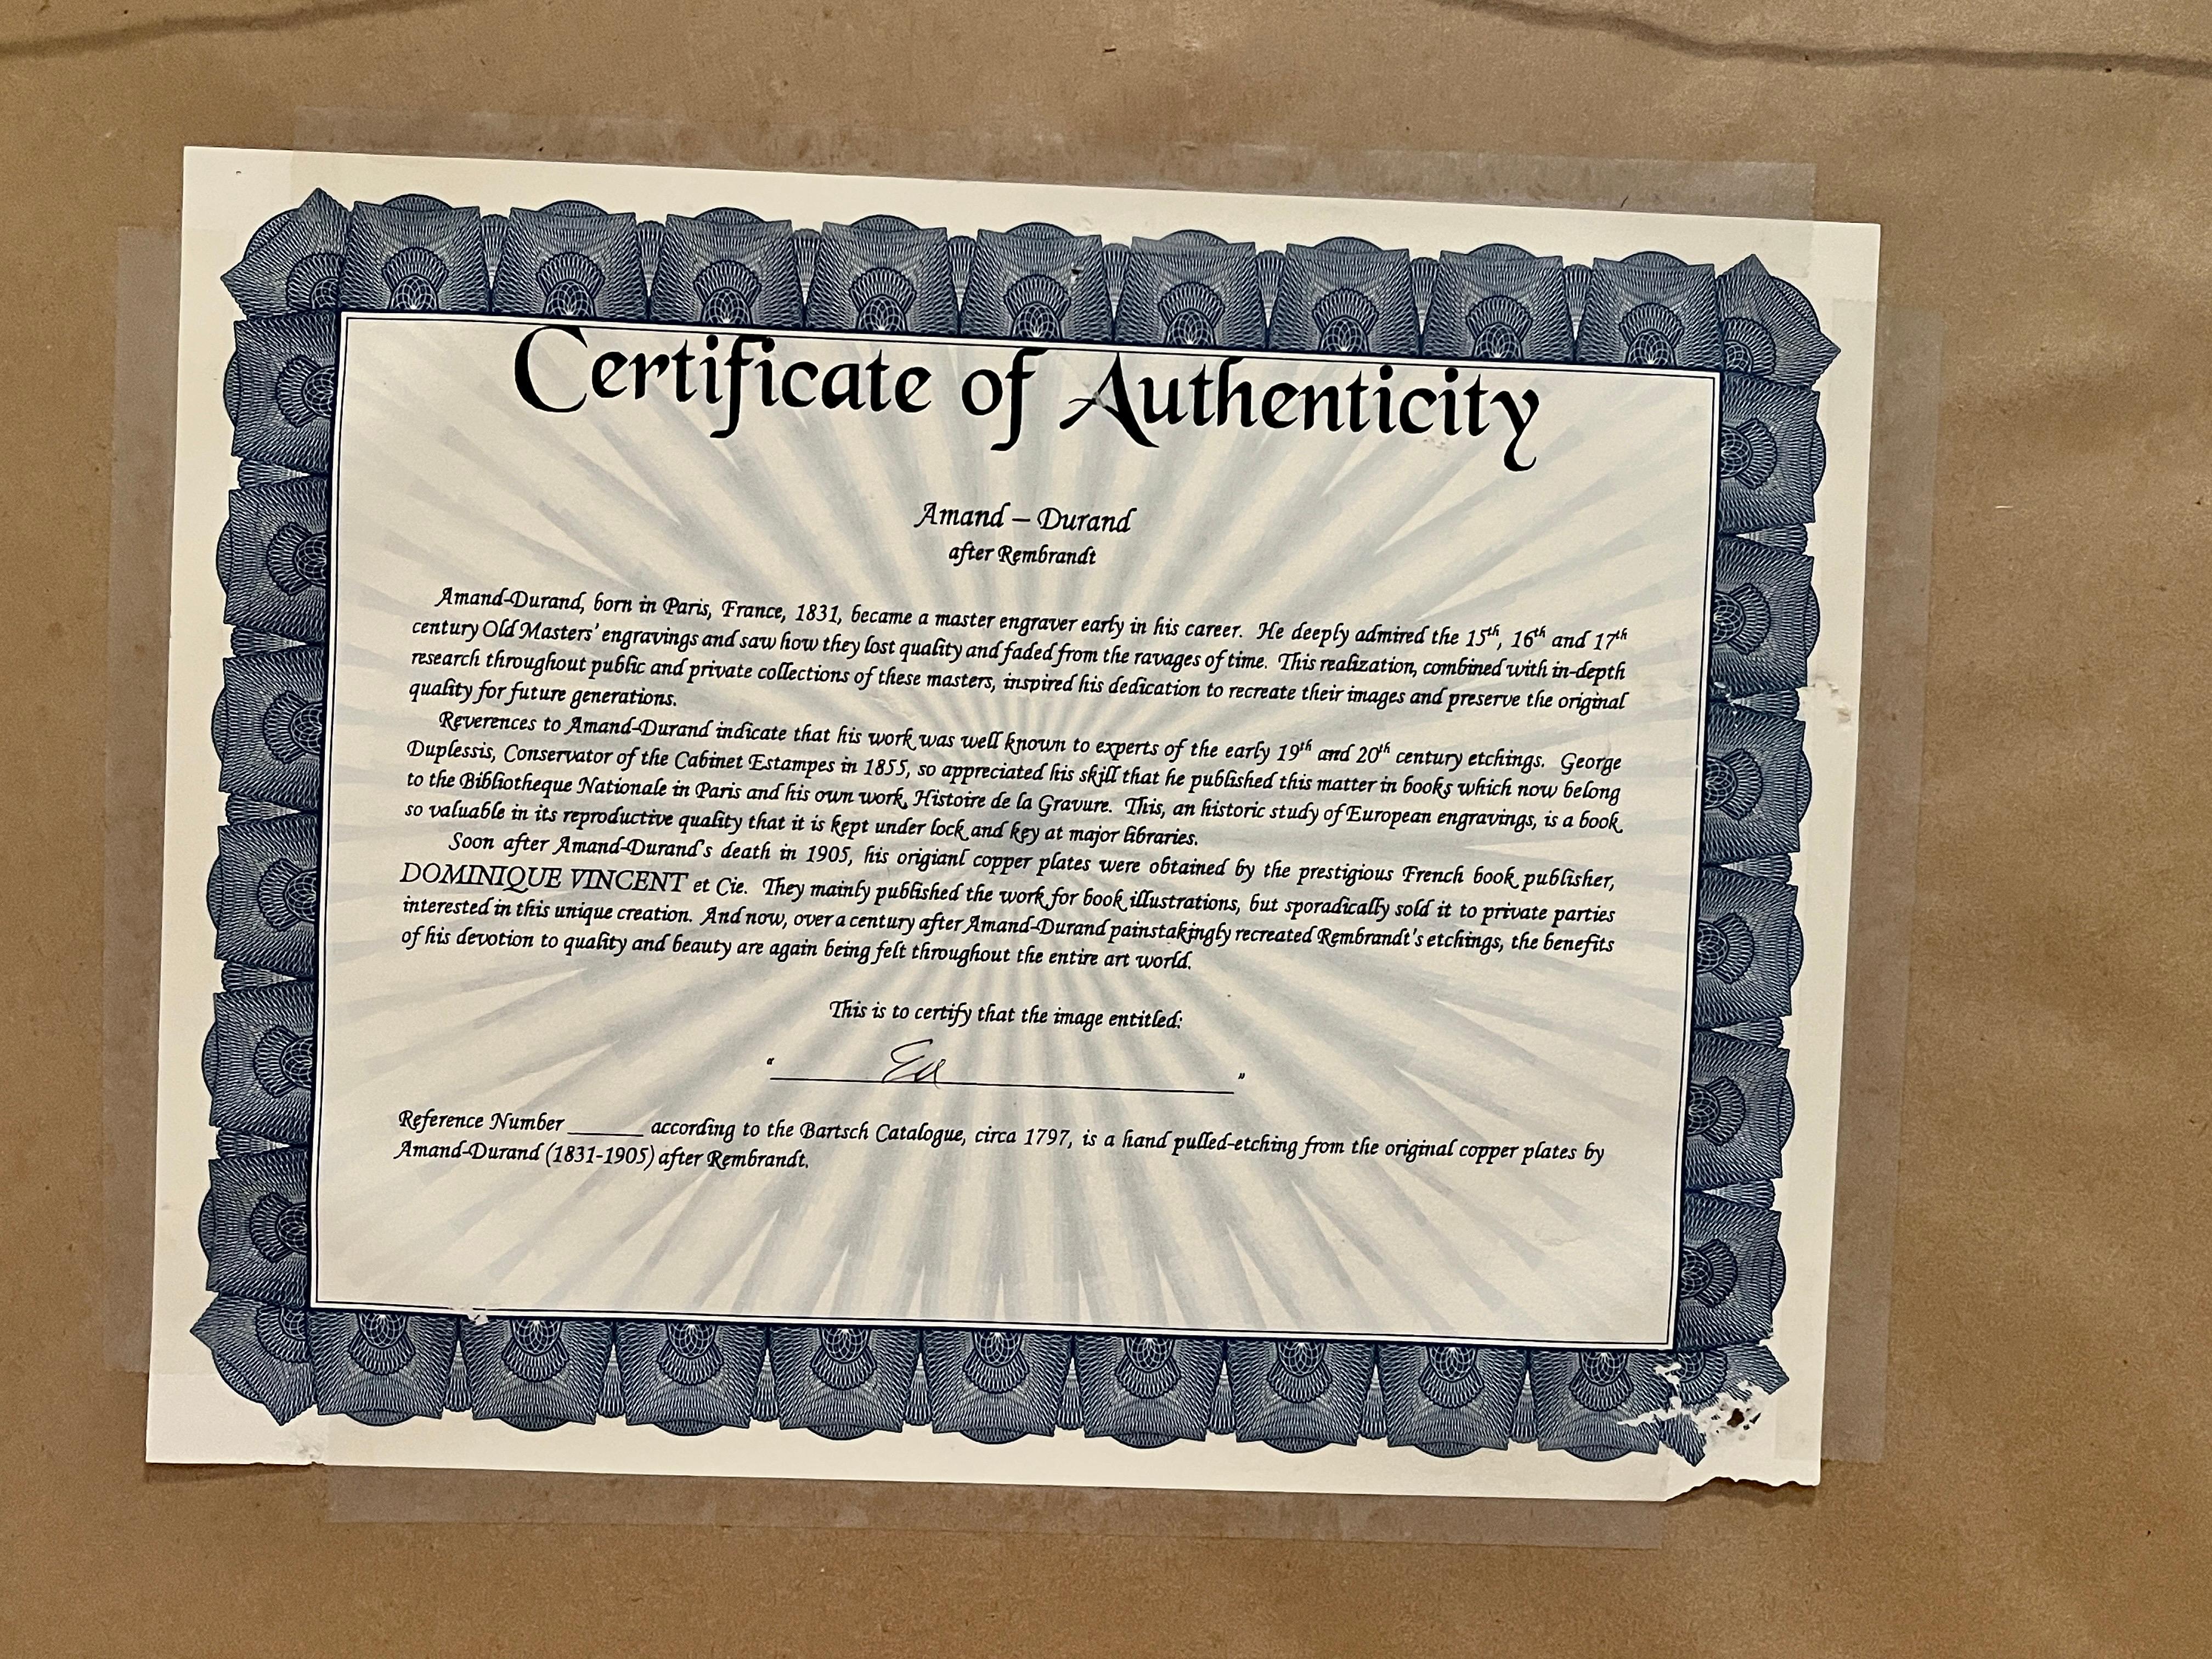 Certificate of Authenticity
Amand – Durand
after Rembrandt
Amand-Durand, born in Paris, France, 1831, became a master engraver early in his career. He deeply admired the 15th, 16th and 17th
century Old Masters' engravings and saw how they lost quality and faded from the ravages of time. This realization, combined with in-depth
research throughout public and private collections of these masters, inspired his dedication to recreate their images and preserve the original
quality for future generations.
Reverences to Amand-Durand indicate that his work was well known to experts of the early 19th and 20th century etchings. George
Duplessis, Conservator of the Cabinet Estampes in 1855, so appreciated his skill that he published this matter in books which now belong
to the Bibliotheque Nationale in Paris and his own work, Histoire de la Gravure. This, an historic study of European engravings, is a book
so valuable in its reproductive quality that it is kept under lock and key at major libraries.
Soon after Amand-Durand's death in 1905, his origianl copper plates were obtained by the prestigious French book publisher,
DOMINIQUE VINCENT et Cie. They mainly published the work for book illustrations, but sporadically sold it to private parties
interested in this unique creation. And now, over a century after Amand-Durand painstakingly recreated Rembrandt's etchings, the benefits
of his devotion to quality and beauty are again being felt throughout the entire art world.
This is to certify that the image entitled:
“ ”
Reference Number ______ according to the Bartsch Catalogue, circa 1797, is a hand pulled-etching from the original copper plates by
Amand-Durand (1831-1905) after Rembrandt.